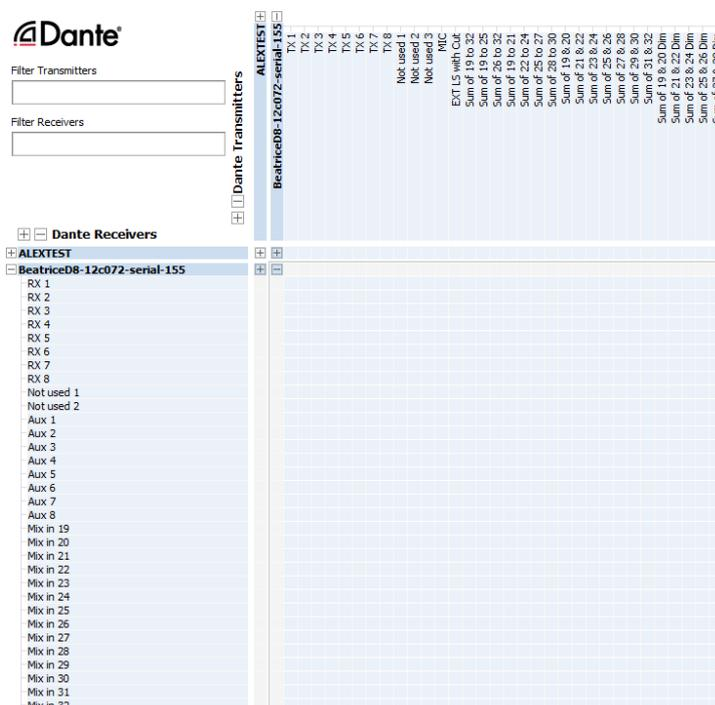 Dante®
Filter Transmitters
Filter Receivers
Dante Transmitters
Dante Receivers
ALEXTEST
BeatriceD8-12c072-serial-155
TX 1
TX 2
TX 3
TX 4
TX 5
TX 6
TX 7
TX 8
Not used 1
Not used 2
Not used 3
MIC
EXT LS with Cut
Sum of 19 to 32
Sum of 19 to 25
Sum of 26 to 32
Sum of 19 to 21
Sum of 22 to 24
Sum of 25 to 27
Sum of 28 to 30
Sum of 19 & 20
Sum of 21 & 22
Sum of 23 & 24
Sum of 25 & 26
Sum of 27 & 28
Sum of 29 & 30
Sum of 31 & 32
Sum of 19 & 20 Dim
Sum of 21 & 22 Dim
Sum of 23 & 24 Dim
Sum of 25 & 26 Dim
ALEXTEST
BeatriceD8-12c072-serial-155
RX 1
RX 2
RX 3
RX 4
RX 5
RX 6
RX 7
RX 8
Not used 1
Not used 2
Aux 1
Aux 2
Aux 3
Aux 4
Aux 5
Aux 6
Aux 7
Aux 8
Mix in 19
Mix in 20
Mix in 21
Mix in 22
Mix in 23
Mix in 24
Mix in 25
Mix in 26
Mix in 27
Mix in 28
Mix in 29
Mix in 30
Mix in 31
Mix in 32